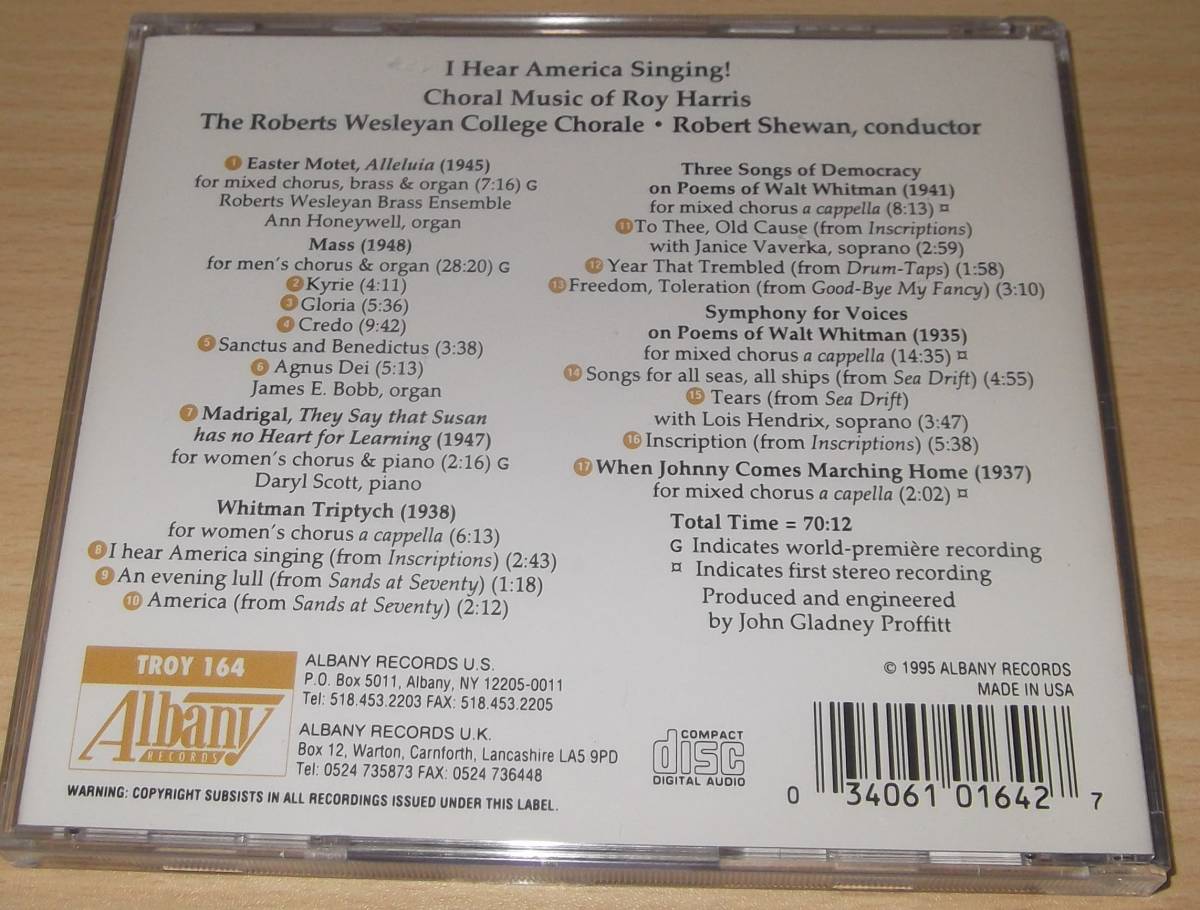 I Hear America Singing!
Choral Music of Roy Harris
The Roberts Wesleyan College Chorale • Robert Shewan, conductor
1 Easter Motet, Alleluia (1945)
for mixed chorus, brass & organ (7:16) G
Roberts Wesleyan Brass Ensemble
Ann Honeywell, organ
Mass (1948)
for men's chorus & organ (28:20) G
2 Kyrie (4:11)
3 Gloria (5:36)
4 Credo (9:42)
5 Sanctus and Benedictus (3:38)
6 Agnus Dei (5:13)
James E. Bobb, organ
7 Madrigal, They Say that Susan
has no Heart for Learning (1947)
for women's chorus & piano (2:16) G
Daryl Scott, piano
Whitman Triptych (1938)
for women's chorus a cappella (6:13)
8 I hear America singing (from Inscriptions) (2:43)
9 An evening lull (from Sands at Seventy) (1:18)
10 America (from Sands at Seventy) (2:12)
Three Songs of Democracy
on Poems of Walt Whitman (1941)
for mixed chorus a cappella (8:13) ¤
11 To Thee, Old Cause (from Inscriptions)
with Janice Vaverka, soprano (2:59)
12 Year That Trembled (from Drum-Taps) (1:58)
13 Freedom, Toleration (from Good-Bye My Fancy) (3:10)
Symphony for Voices
on Poems of Walt Whitman (1935)
for mixed chorus a cappella (14:35) ¤
14 Songs for all seas, all ships (from Sea Drift) (4:55)
15 Tears (from Sea Drift)
with Lois Hendrix, soprano (3:47)
16 Inscription (from Inscriptions) (5:38)
17 When Johnny Comes Marching Home (1937)
for mixed chorus a capella (2:02) ¤
Total Time = 70:12
G Indicates world-première recording
¤ Indicates first stereo recording
Produced and engineered
by John Gladney Proffitt
TROY 164
Albany
RECORDS
ALBANY RECORDS U.S.
P.O. Box 5011, Albany, NY 12205-0011
Tel: 518.453.2203 FAX: 518.453.2205
ALBANY RECORDS U.K.
Box 12, Warton, Carnforth, Lancashire LA5 9PD
Tel: 0524 735873 FAX: 0524 736448
WARNING: COPYRIGHT SUBSISTS IN ALL RECORDINGS ISSUED UNDER THIS LABEL.
COMPACT
disc
DIGITAL AUDIO
© 1995 ALBANY RECORDS
MADE IN USA
0 34061 01642 7